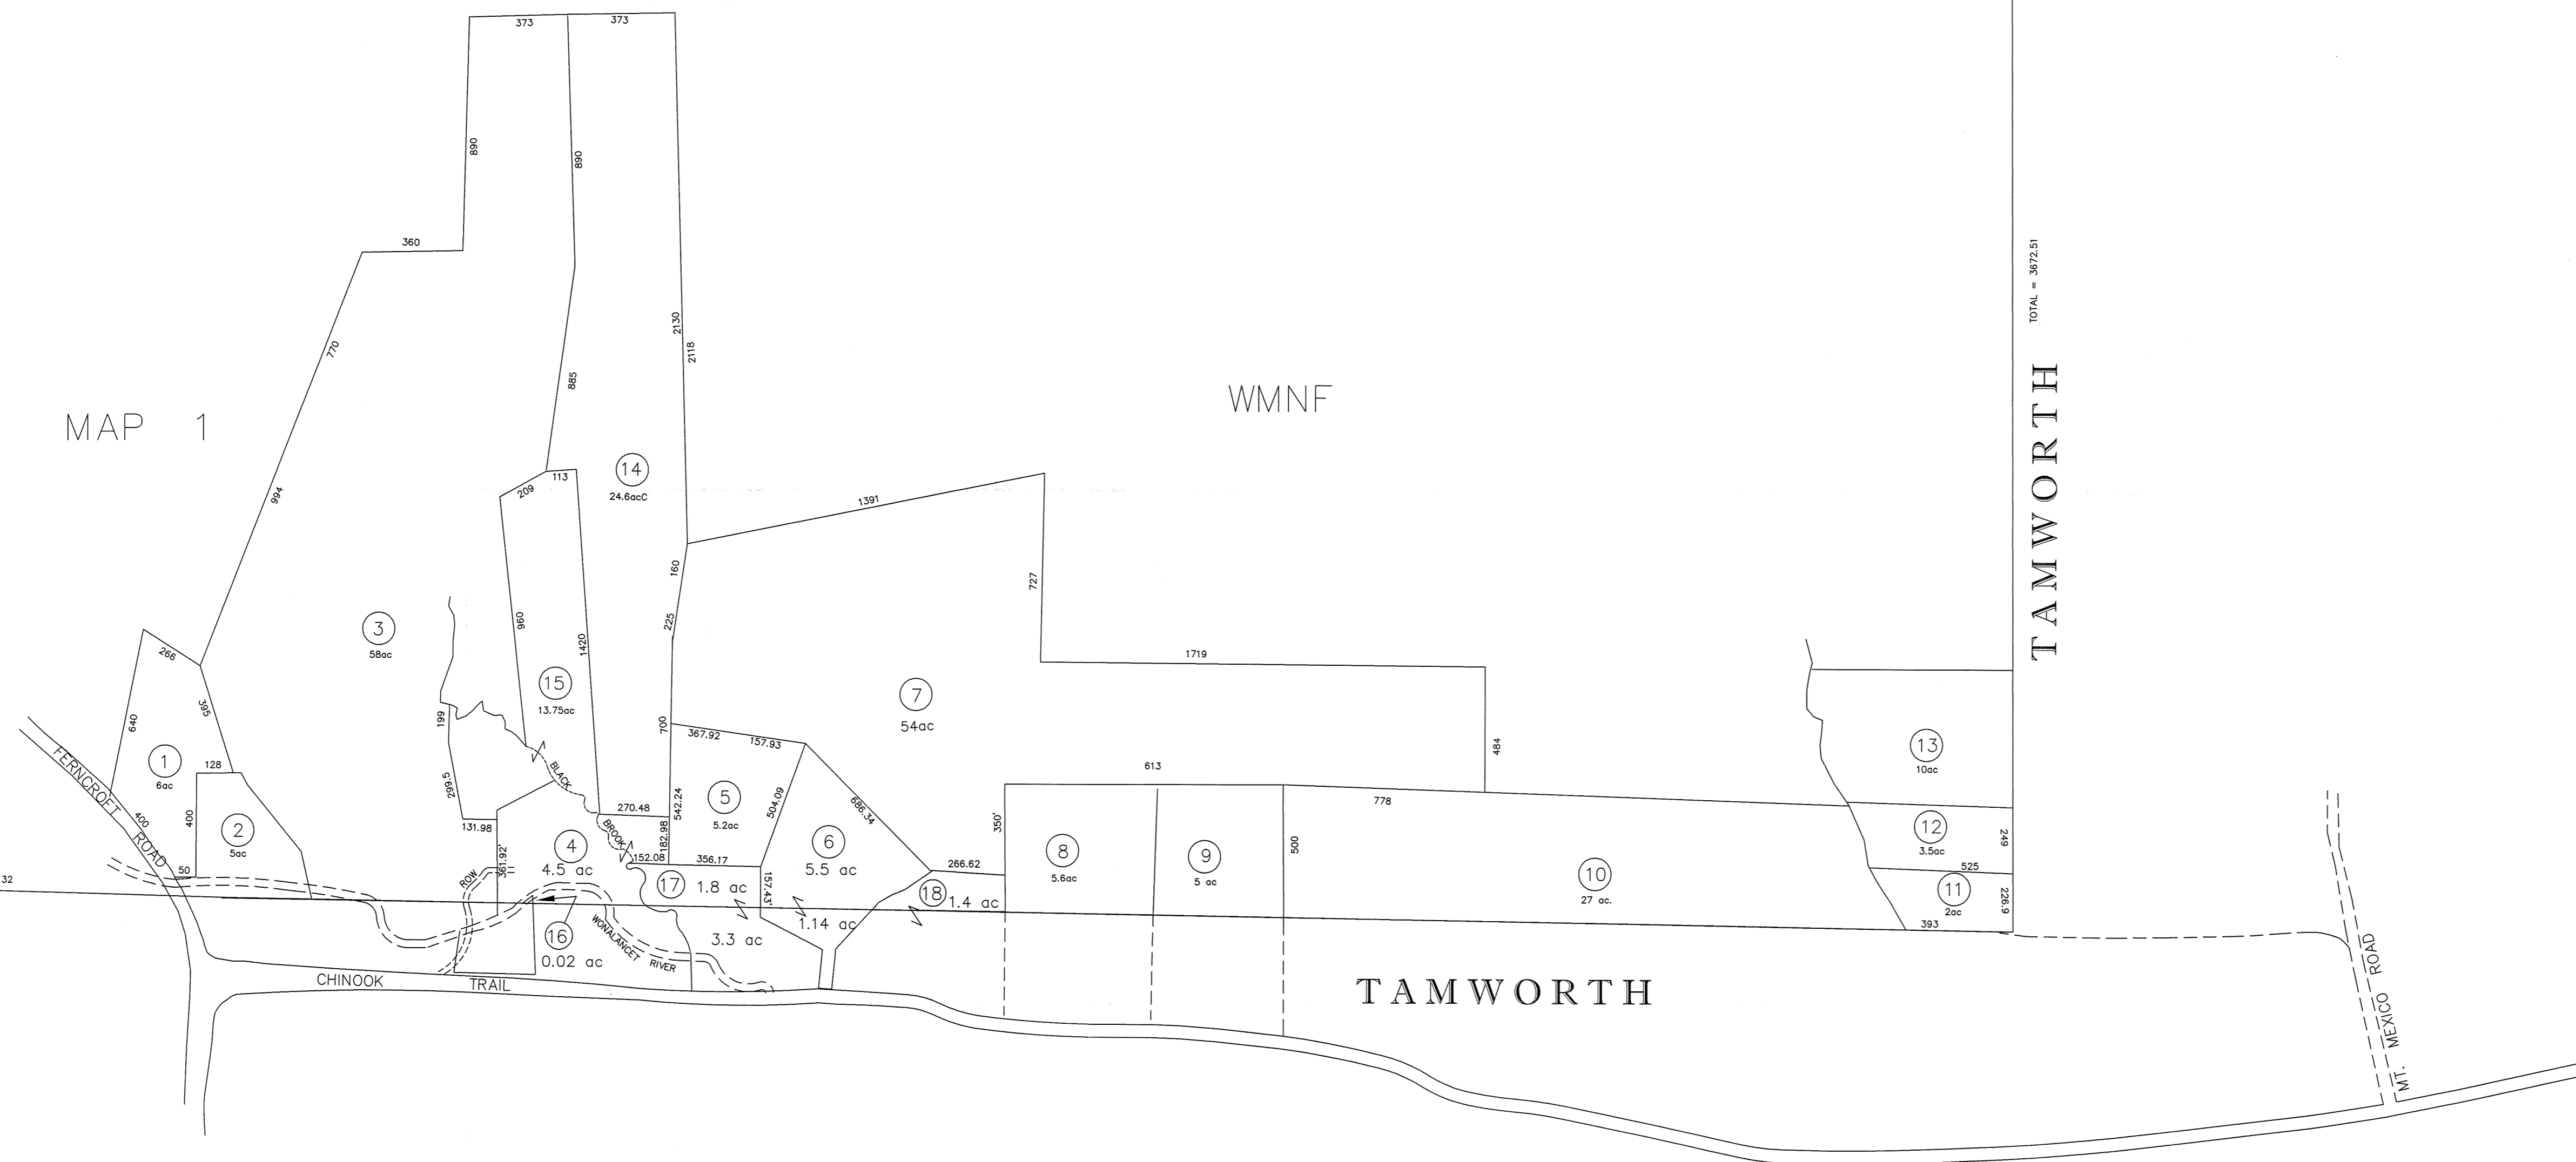 373
373
890
890
360
TOTAL = 3672.51
2130
2118
770
885
WMNF
TAMWORTH
MAP 1
14
24.6acC
113
209
994
1391
160
727
225
960
3
58ac
1420
266
1719
15
13.75ac
7
54ac
395
199
640
700
367.92
157.93
484
13
10ac
FERNCROFT ROAD
1
6ac
128
299.5
BLACK BROOK
613
5
5.2ac
542.24
504.09
686.34
778
270.48
400
400
2
5ac
131.98
350'
12
3.5ac
249
4
4.5 ac
361.92'
182.98
6
5.5 ac
8
5.6ac
9
5 ac
500
152.08
356.17
266.62
525
50
32
ROW
17
1.8 ac
157.43'
18
1.4 ac
10
27 ac.
11
2ac
226.9
393
16
0.02 ac
WONALANCET RIVER
3.3 ac
1.14 ac
CHINOOK TRAIL
TAMWORTH
MT. MEXICO ROAD